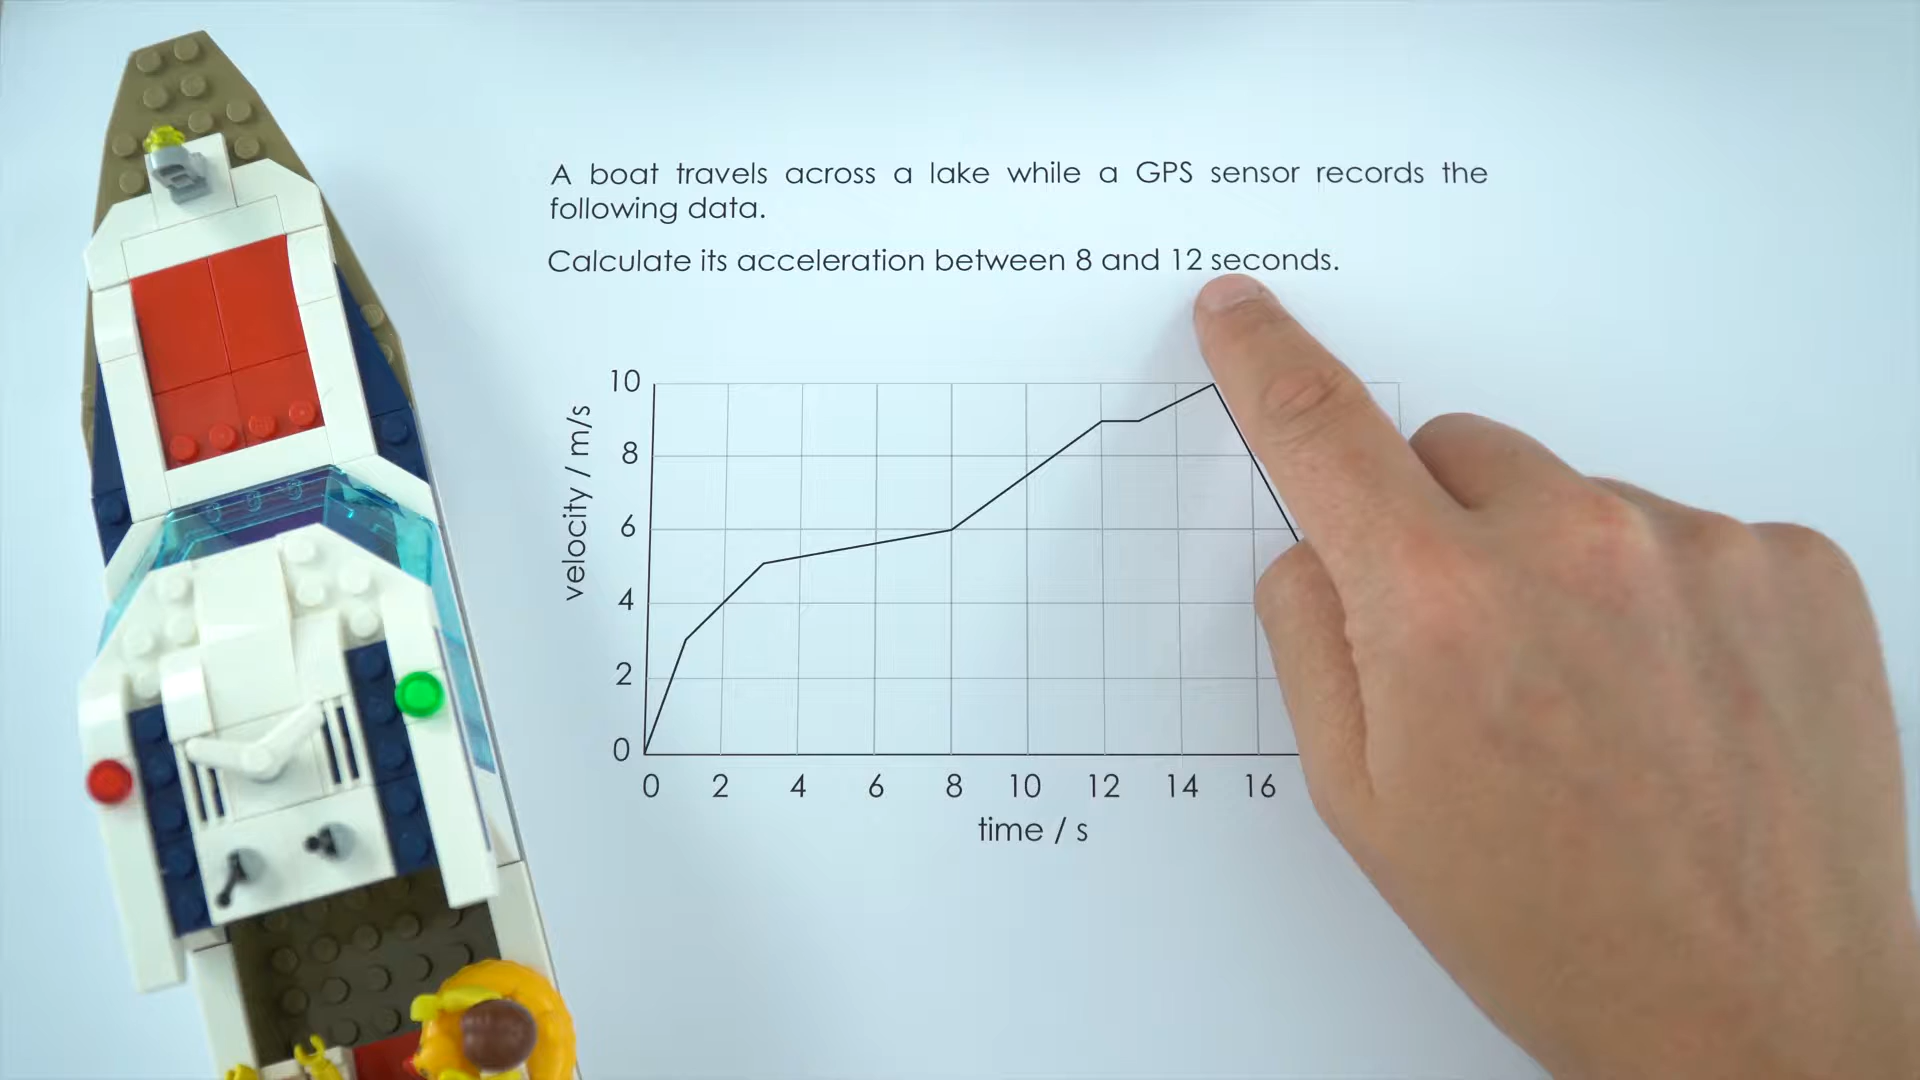 A boat travels across a lake while a GPS sensor records the
following data.
Calculate its acceleration between 8 and 12 seconds.
velocity / m/s
10
8
6
4
2
0
0 2 4 6 8 10 12 14 16
time / s